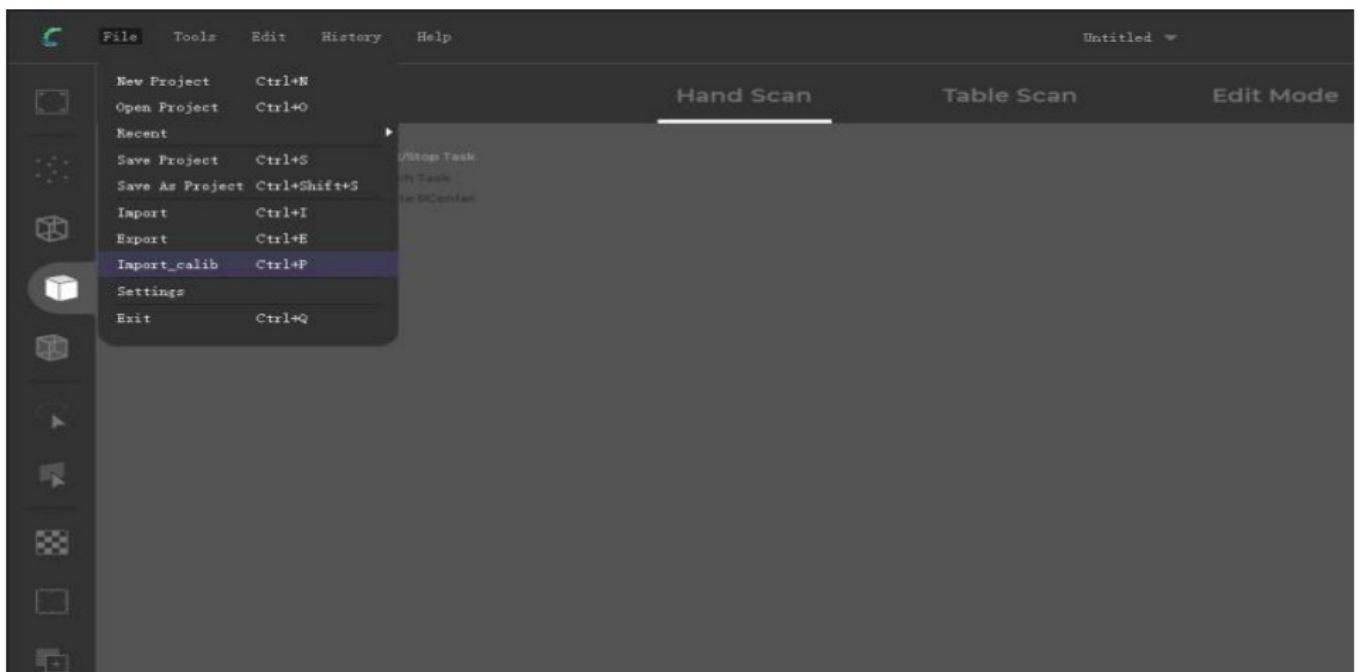 File Tools Edit History Help Untitled
Hand Scan Table Scan Edit Mode
New Project Ctrl+N
Open Project Ctrl+O
Recent
Save Project Ctrl+S
Save As Project Ctrl+Shift+S
Import Ctrl+I
Export Ctrl+E
Import_calib Ctrl+P
Settings
Exit Ctrl+Q
/Stop Task
Task